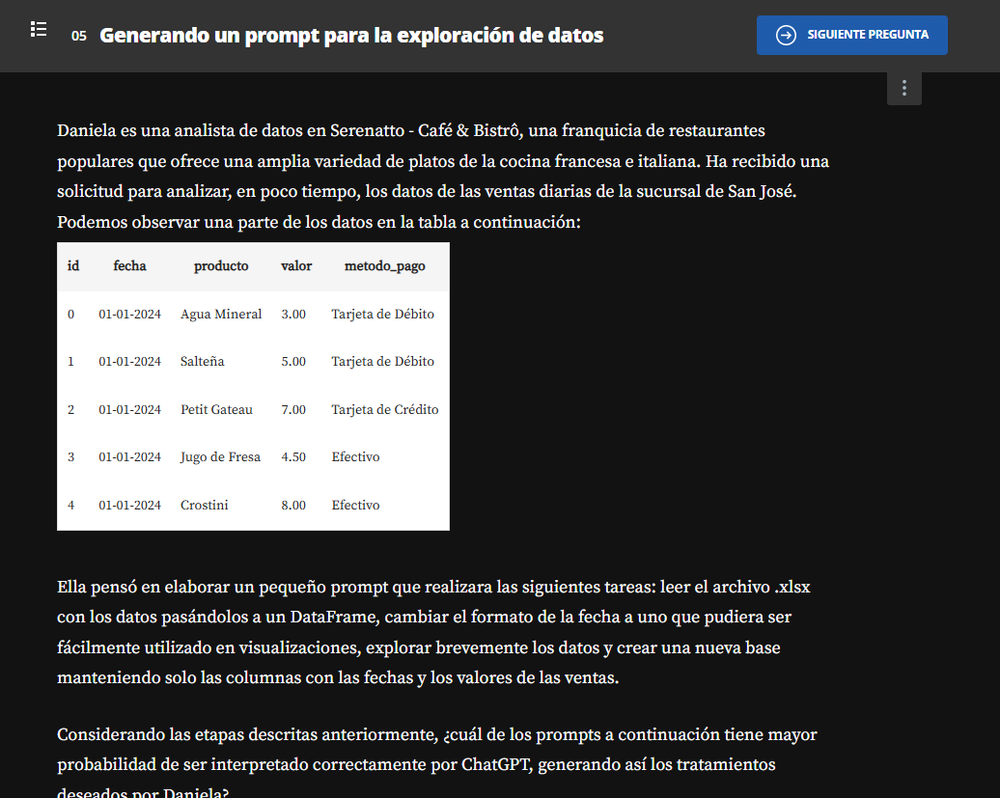 05 Generando un prompt para la exploración de datos
SIGUIENTE PREGUNTA
Daniela es una analista de datos en Serenatto - Café & Bistrô, una franquicia de restaurantes
populares que ofrece una amplia variedad de platos de la cocina francesa e italiana. Ha recibido una
solicitud para analizar, en poco tiempo, los datos de las ventas diarias de la sucursal de San José.
Podemos observar una parte de los datos en la tabla a continuación:
id fecha producto valor metodo_pago
0 01-01-2024 Agua Mineral 3.00 Tarjeta de Débito
1 01-01-2024 Salteña 5.00 Tarjeta de Débito
2 01-01-2024 Petit Gateau 7.00 Tarjeta de Crédito
3 01-01-2024 Jugo de Fresa 4.50 Efectivo
4 01-01-2024 Crostini 8.00 Efectivo
Ella pensó en elaborar un pequeño prompt que realizara las siguientes tareas: leer el archivo .xlsx
con los datos pasándolos a un DataFrame, cambiar el formato de la fecha a uno que pudiera ser
fácilmente utilizado en visualizaciones, explorar brevemente los datos y crear una nueva base
manteniendo solo las columnas con las fechas y los valores de las ventas.
Considerando las etapas descritas anteriormente, ¿cuál de los prompts a continuación tiene mayor
probabilidad de ser interpretado correctamente por ChatGPT, generando así los tratamientos
deseados por Daniela?